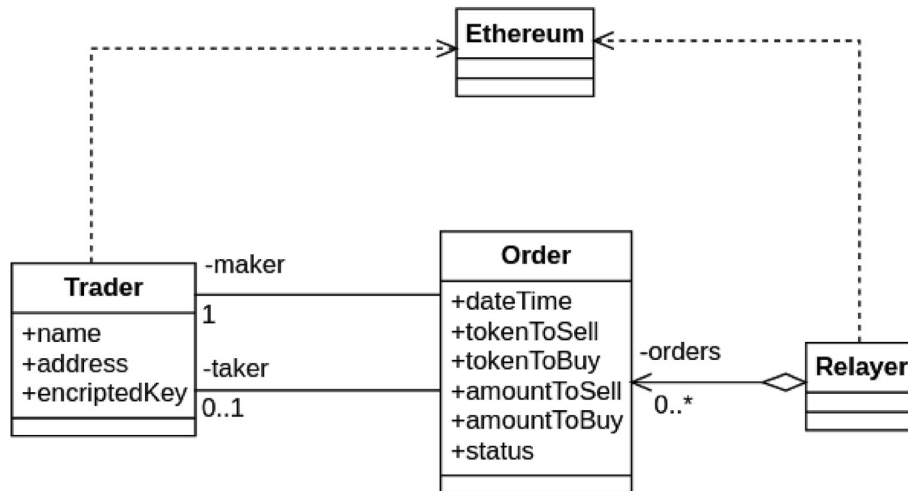 Ethereum
Trader
+name
+address
+encriptedKey
-maker
1
-taker
0..1
Order
+dateTime
+tokenToSell
+tokenToBuy
+amountToSell
+amountToBuy
+status
-orders
0..*
Relayer